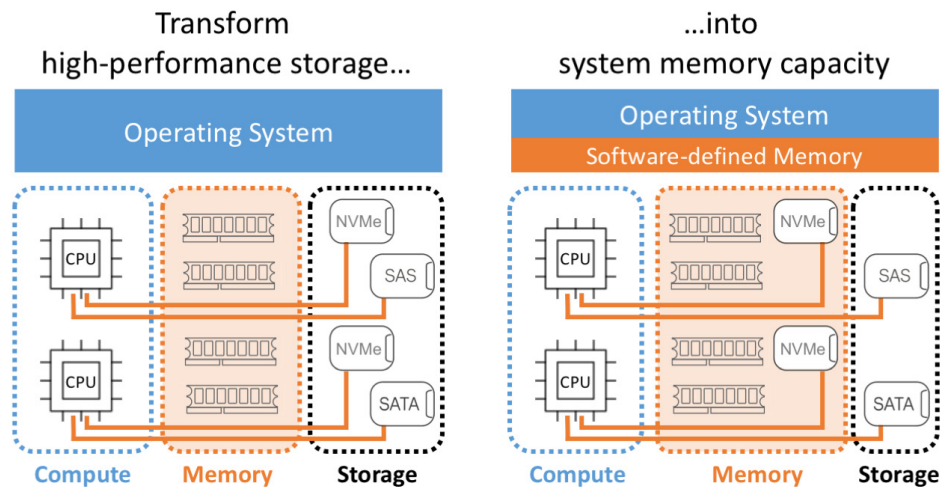 Transform
high-performance storage...
Operating System
CPU
NVMe
SAS
CPU
NVMe
SATA
Compute
Memory
Storage
...into
system memory capacity
Operating System
Software-defined Memory
CPU
NVMe
SAS
CPU
NVMe
SATA
Compute
Memory
Storage